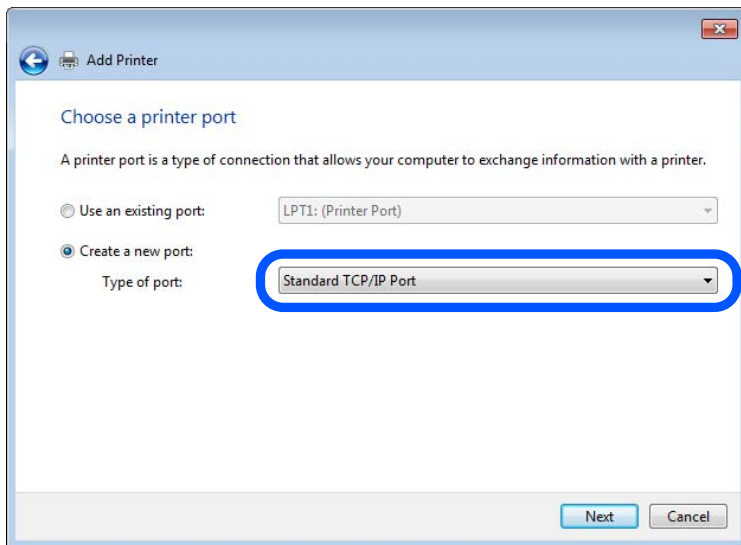 Add Printer
Choose a printer port
A printer port is a type of connection that allows your computer to exchange information with a printer.
Use an existing port: LPT1: (Printer Port)
Create a new port:
Type of port: Standard TCP/IP Port
Next Cancel